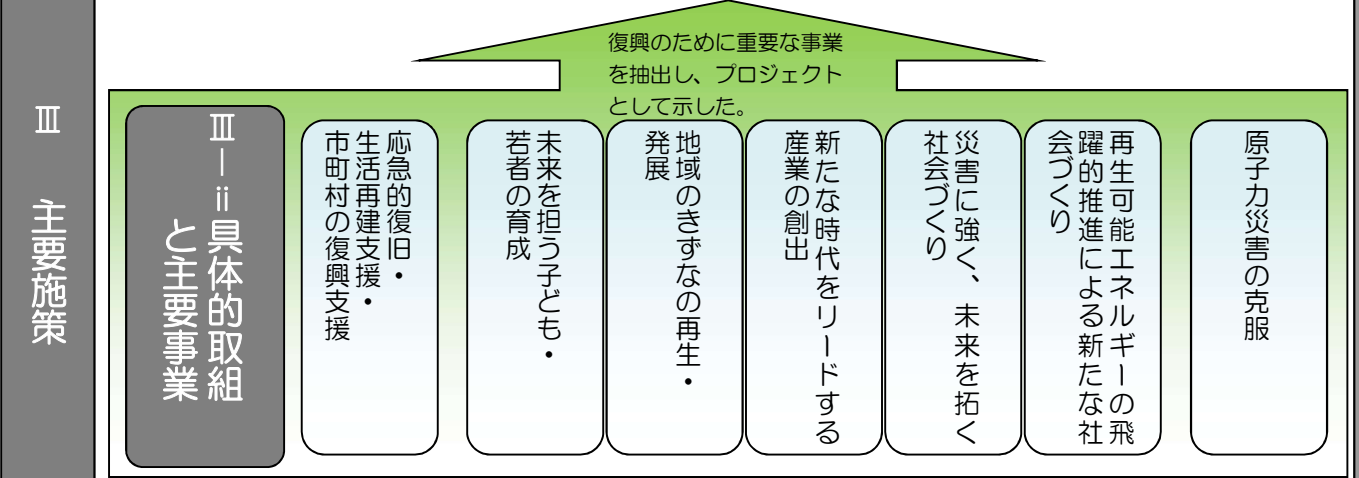 Ⅲ 主要施策
復興のために重要な事業
を抽出し、プロジェクト
として示した。
Ⅲ－ⅱ具体的取組
と主要事業
応急的復旧・
生活再建支援・
市町村の復興支援
未来を担う子ども・
若者の育成
地域のきずなの再生・
発展
新たな時代をリードする
産業の創出
災害に強く、未来を拓く
社会づくり
再生可能エネルギーの飛
躍的推進による新たな社
会づくり
原子力災害の克服